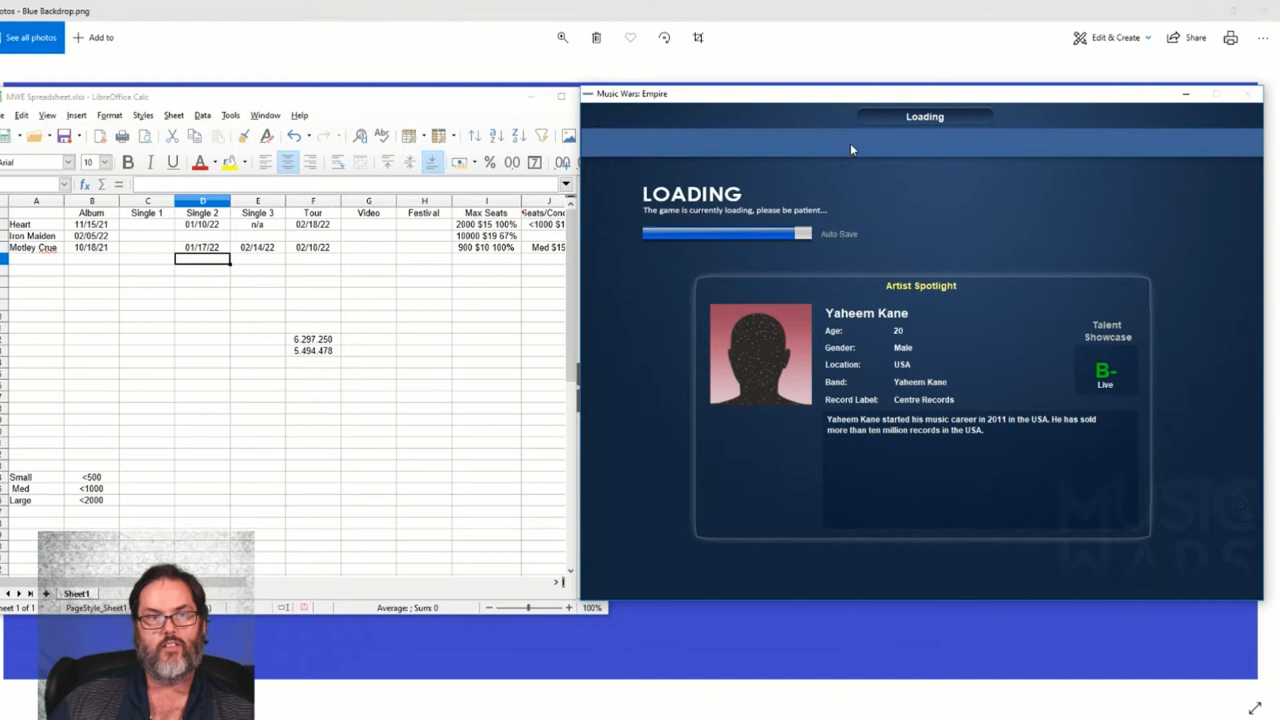 otos - Blue Backdrop.png
See all photos
Add to
Edit & Create
Share
MWE Spreadsheet.xlsx - LibreOffice Calc
Edit View Insert Format Styles Sheet Data Tools Window Help
Arial 10
A B C D E F G H I J
Album Single 1 Single 2 Single 3 Tour Video Festival Max Seats Seats/Conc
Heart 11/15/21 01/10/22 n/a 02/18/22 2000 $15 100% <1000 $1
Iron Maiden 02/05/22 10000 $19 67%
Motley Crue 10/18/21 01/17/22 02/14/22 02/10/22 900 $10 100% Med $15
6.297.250
5.494.478
Small <500
Med <1000
Large <2000
Sheet1
heet 1 of 1
PageStyle_Sheet1
Average: ; Sum: 0
100%
Music Wars: Empire
Loading
LOADING
The game is currently loading, please be patient...
Auto Save
Artist Spotlight
Yaheem Kane
Age: 20
Gender: Male
Location: USA
Band: Yaheem Kane
Record Label: Centre Records
Talent
Showcase
B-
Live
Yaheem Kane started his music career in 2011 in the USA. He has sold
more than ten million records in the USA.
MUSIC
WARS